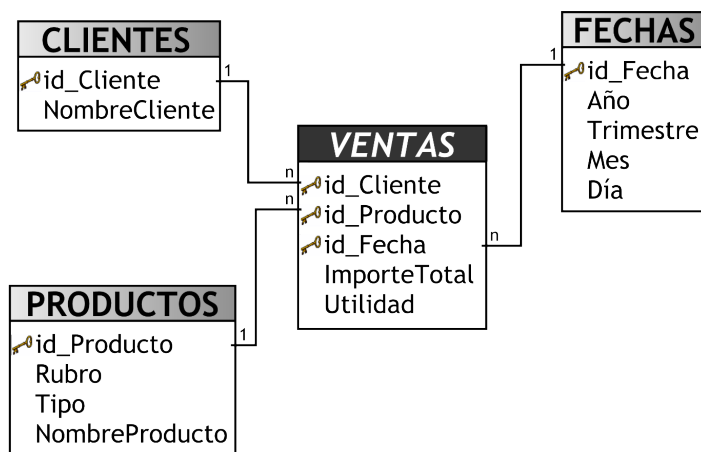 CLIENTES
id_Cliente
NombreCliente
1
n
VENTAS
id_Cliente
id_Producto
id_Fecha
ImporteTotal
Utilidad
n
n
1
FECHAS
id_Fecha
Año
Trimestre
Mes
Día
PRODUCTOS
id_Producto
Rubro
Tipo
NombreProducto
1